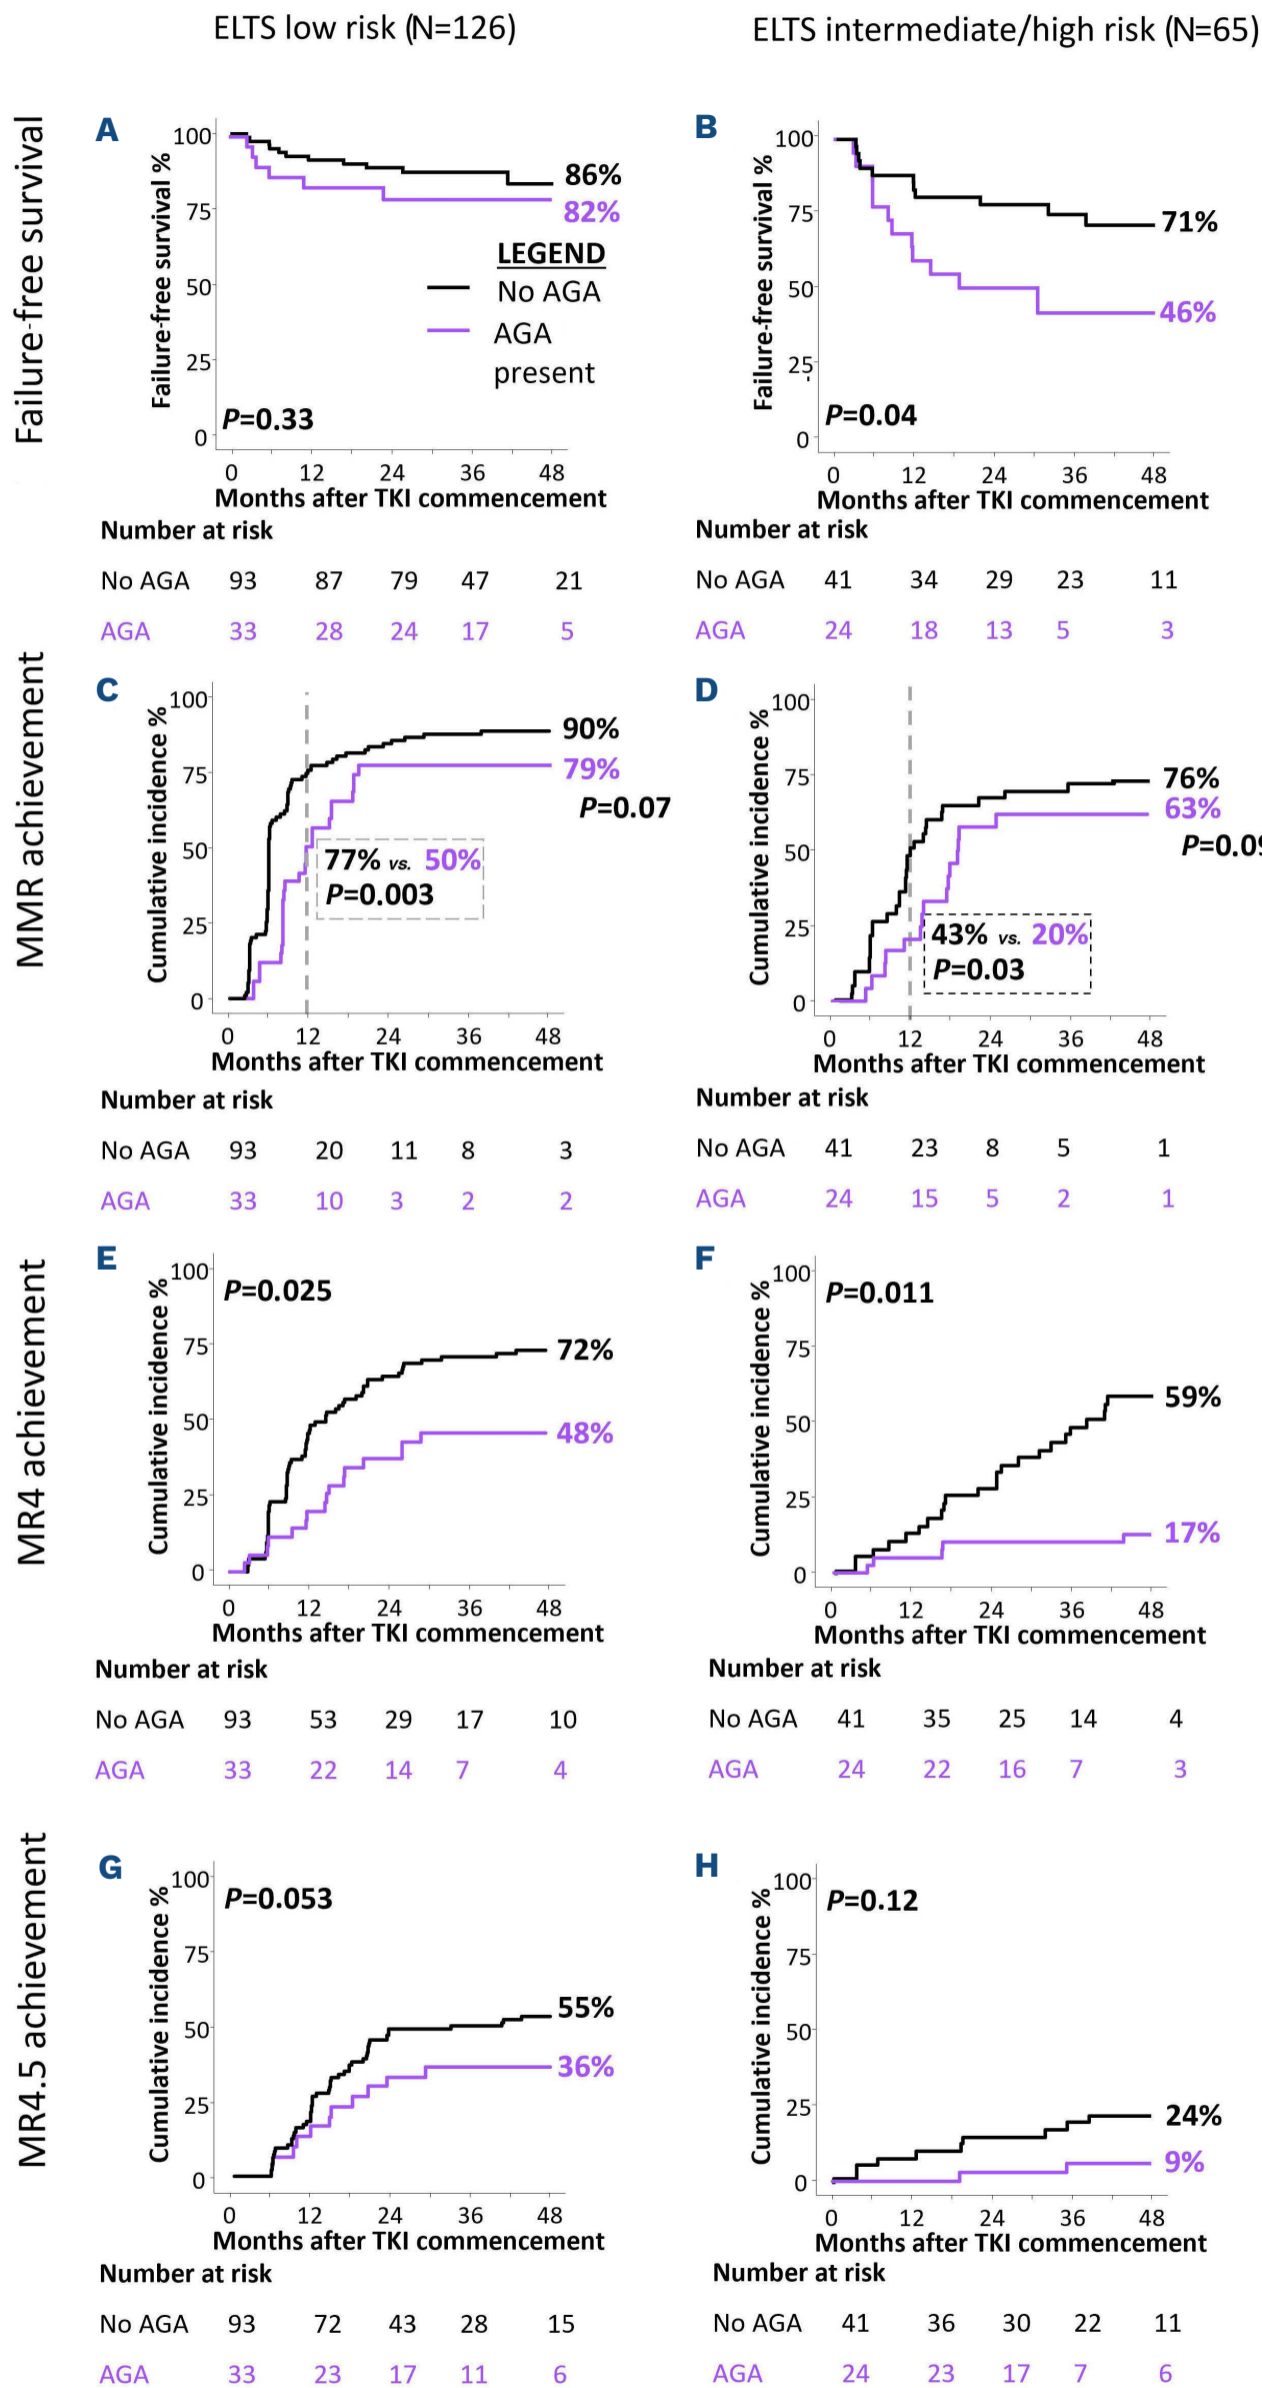 ELTS low risk (N=126)
ELTS intermediate/high risk (N=65)
Failure-free survival
A
Failure-free survival %
100
75
50
25
0
86%
82%
LEGEND
No AGA
AGA
present
P=0.33
0 12 24 36 48
Months after TKI commencement
Number at risk
No AGA 93 87 79 47 21
AGA 33 28 24 17 5
B
Failure-free survival %
100
75
50
25
0
71%
46%
P=0.04
0 12 24 36 48
Months after TKI commencement
Number at risk
No AGA 41 34 29 23 11
AGA 24 18 13 5 3
MMR achievement
C
Cumulative incidence %
100
75
50
25
0
90%
79%
P=0.07
77% vs. 50%
P=0.003
0 12 24 36 48
Months after TKI commencement
Number at risk
No AGA 93 20 11 8 3
AGA 33 10 3 2 2
D
Cumulative incidence %
100
75
50
25
0
76%
63%
P=0.09
43% vs. 20%
P=0.03
0 12 24 36 48
Months after TKI commencement
Number at risk
No AGA 41 23 8 5 1
AGA 24 15 5 2 1
MR4 achievement
E
Cumulative incidence %
100
75
50
25
0
P=0.025
72%
48%
0 12 24 36 48
Months after TKI commencement
Number at risk
No AGA 93 53 29 17 10
AGA 33 22 14 7 4
F
Cumulative incidence %
100
75
50
25
0
P=0.011
59%
17%
0 12 24 36 48
Months after TKI commencement
Number at risk
No AGA 41 35 25 14 4
AGA 24 22 16 7 3
MR4.5 achievement
G
Cumulative incidence %
100
75
50
25
0
P=0.053
55%
36%
0 12 24 36 48
Months after TKI commencement
Number at risk
No AGA 93 72 43 28 15
AGA 33 23 17 11 6
H
Cumulative incidence %
100
75
50
25
0
P=0.12
24%
9%
0 12 24 36 48
Months after TKI commencement
Number at risk
No AGA 41 36 30 22 11
AGA 24 23 17 7 6